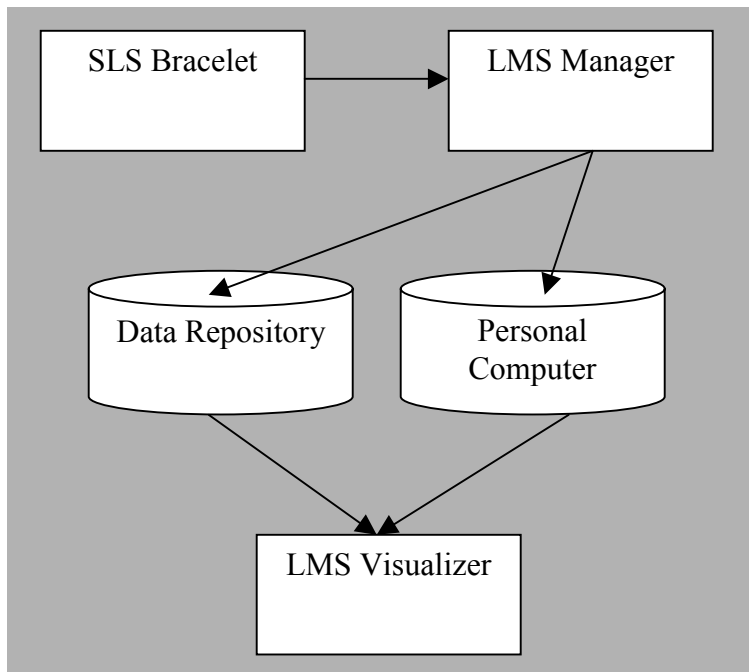 SLS Bracelet
LMS Manager
Data Repository
Personal
Computer
LMS Visualizer